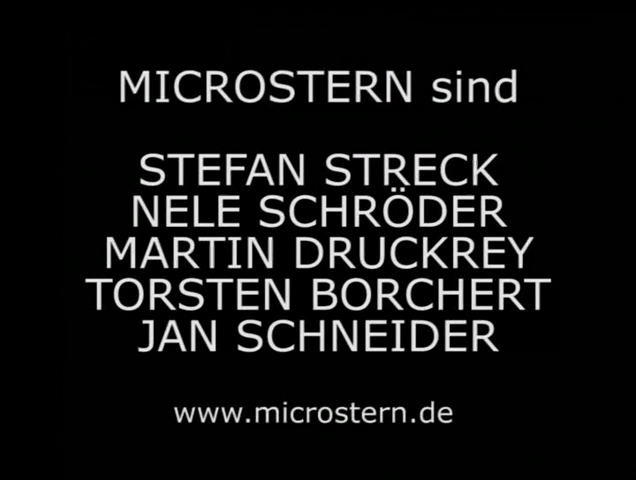 MICROSTERN sind
STEFAN STRECK
NELE SCHRÖDER
MARTIN DRUCKREY
TORSTEN BORCHERT
JAN SCHNEIDER
www.microstern.de